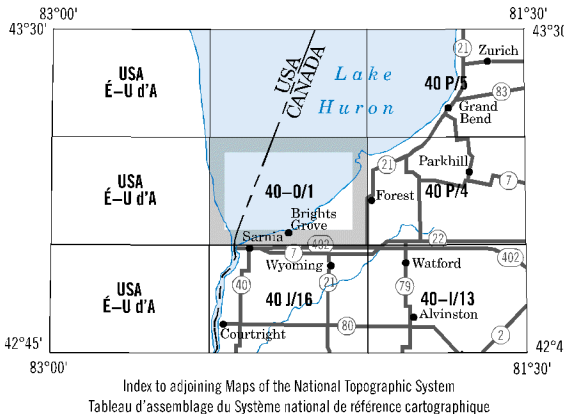 83°00'
81°30'
43°30'
43°30
USA
É–U d'A
USA
CANADA
Lake
Huron
21
Zurich
40 P/5
83
Grand
Bend
USA
É–U d'A
40–O/1
Brights
Grove
Sarnia
402
21
Parkhill
7
Forest
40 P/4
22
USA
É–U d'A
7
Wyoming
40
21
40 J/16
Courtright
80
Watford
402
79
40–I/13
Alvinston
2
42°45'
42°4
83°00'
81°30'
Index to adjoining Maps of the National Topographic System
Tableau d'assemblage du Système national de référence cartographique